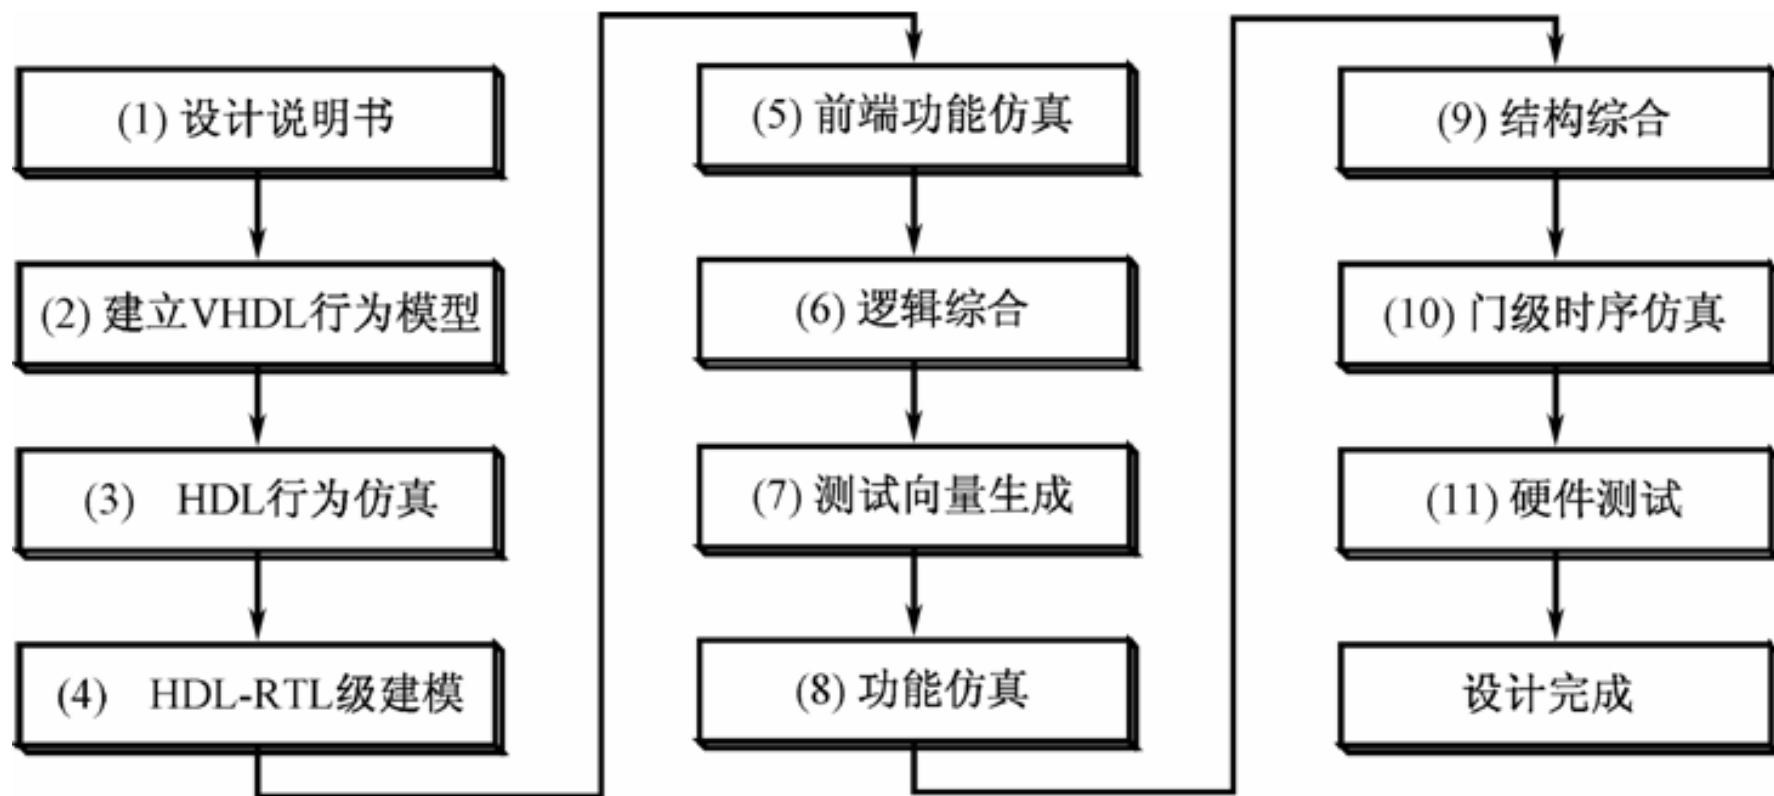 (1) 设计说明书
(2) 建立VHDL行为模型
(3) HDL行为仿真
(4) HDL-RTL级建模
(5) 前端功能仿真
(6) 逻辑综合
(7) 测试向量生成
(8) 功能仿真
(9) 结构综合
(10) 门级时序仿真
(11) 硬件测试
设计完成